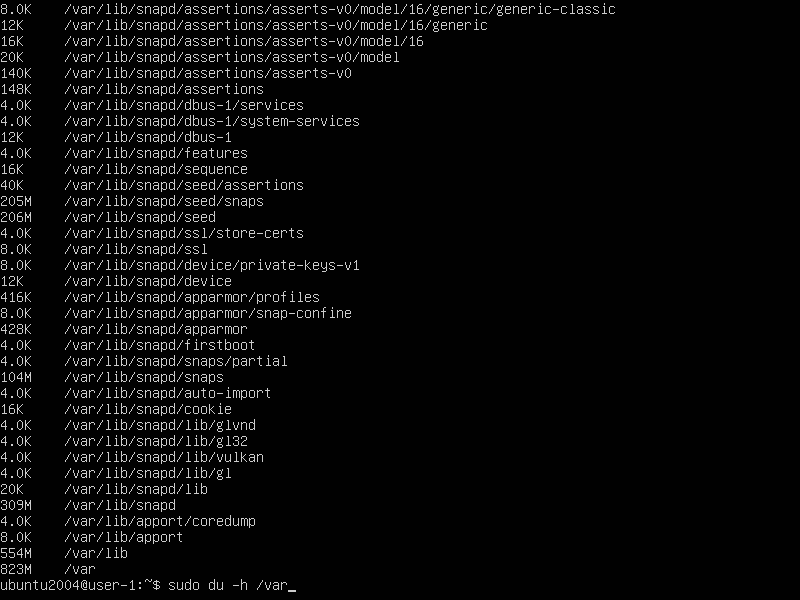 8.0K /var/lib/snapd/assertions/asserts-v0/model/16/generic/generic-classic
12K /var/lib/snapd/assertions/asserts-v0/model/16/generic
16K /var/lib/snapd/assertions/asserts-v0/model/16
20K /var/lib/snapd/assertions/asserts-v0/model
140K /var/lib/snapd/assertions/asserts-v0
148K /var/lib/snapd/assertions
4.0K /var/lib/snapd/dbus-1/services
4.0K /var/lib/snapd/dbus-1/system-services
12K /var/lib/snapd/dbus-1
4.0K /var/lib/snapd/features
16K /var/lib/snapd/sequence
40K /var/lib/snapd/seed/assertions
205M /var/lib/snapd/seed/snaps
206M /var/lib/snapd/seed
4.0K /var/lib/snapd/ssl/store-certs
8.0K /var/lib/snapd/ssl
8.0K /var/lib/snapd/device/private-keys-v1
12K /var/lib/snapd/device
416K /var/lib/snapd/apparmor/profiles
8.0K /var/lib/snapd/apparmor/snap-confine
428K /var/lib/snapd/apparmor
4.0K /var/lib/snapd/firstboot
4.0K /var/lib/snapd/snaps/partial
104M /var/lib/snapd/snaps
4.0K /var/lib/snapd/auto-import
16K /var/lib/snapd/cookie
4.0K /var/lib/snapd/lib/glvnd
4.0K /var/lib/snapd/lib/gl32
4.0K /var/lib/snapd/lib/vulkan
4.0K /var/lib/snapd/lib/gl
20K /var/lib/snapd/lib
309M /var/lib/snapd
4.0K /var/lib/apport/coredump
8.0K /var/lib/apport
554M /var/lib
823M /var
ubuntu2004@user-1:~$ sudo du -h /var_